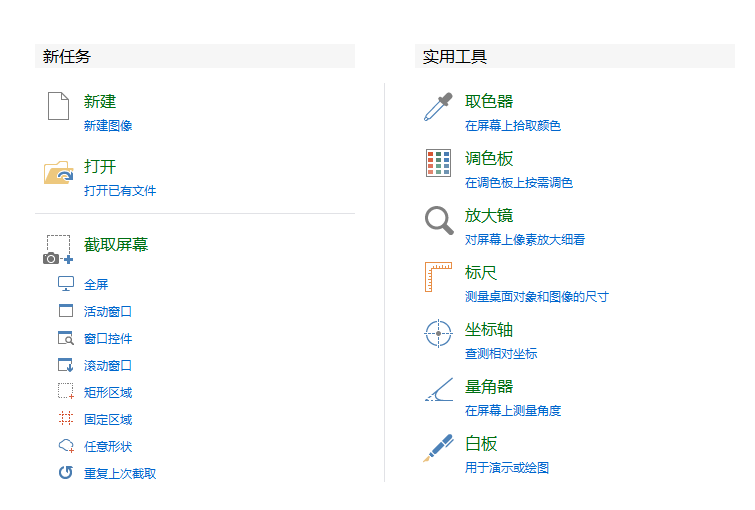 新任务
新建
新建图像
打开
打开已有文件
截取屏幕
全屏
活动窗口
窗口控件
滚动窗口
矩形区域
固定区域
任意形状
重复上次截取
实用工具
取色器
在屏幕上拾取颜色
调色板
在调色板上按需调色
放大镜
对屏幕上像素放大细看
标尺
测量桌面对象和图像的尺寸
坐标轴
查测相对坐标
量角器
在屏幕上测量角度
白板
用于演示或绘图